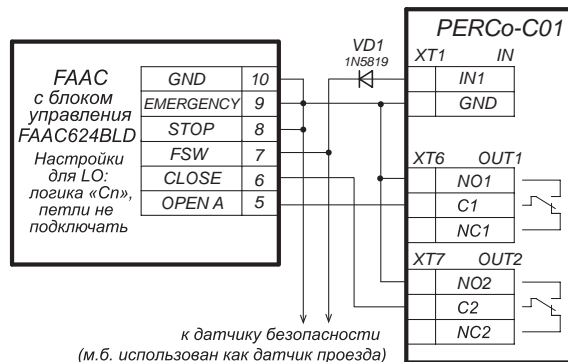 PERCo-C01
VD1
1N5819
XT1 IN
IN1
GND
FAAC
с блоком
управления
FAAC624BLD
Настройки
для LO:
логика «Cn»,
петли не
подключать
GND 10
EMERGENCY 9
STOP 8
FSW 7
CLOSE 6
OPEN A 5
XT6 OUT1
NO1
C1
NC1
XT7 OUT2
NO2
C2
NC2
к датчику безопасности
(м.б. использован как датчик проезда)